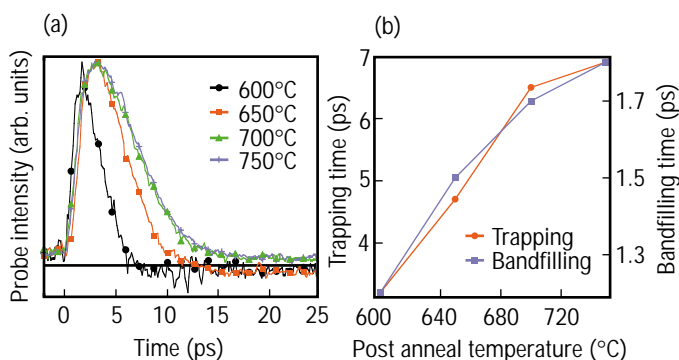 (a)
Probe intensity (arb. units)
600°C
650°C
700°C
750°C
0 5 10 15 20 25
Time (ps)
(b)
Trapping time (ps)
7
6
5
4
Trapping
Bandfilling
1.7
1.5
1.3
Bandfilling time (ps)
600 640 680 720
Post anneal temperature (°C)